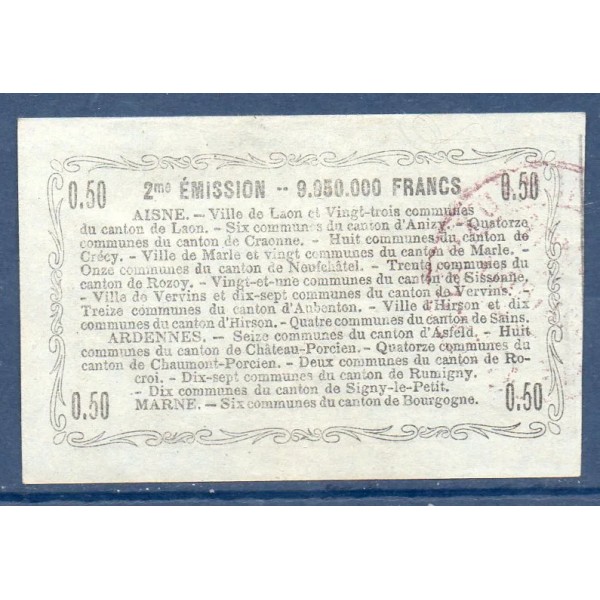 0.50 2me ÉMISSION -- 9.050.000 FRANCS 0.50
AISNE. — Ville de Laon et Vingt-trois communes
du canton de Laon. - Six communes du canton d'Anizy. - Quatorze
communes du canton de Craonne. - Huit communes du canton de
Crécy. - Ville de Marle et vingt communes du canton de Marle. -
Onze communes du canton de Neufchâtel. - Trente communes du
canton de Rozoy. - Vingt-et-une communes du canton de Sissonne.
- Ville de Vervins et dix-sept communes du canton de Vervins. -
Treize communes du canton d'Aubenton. - Ville d'Hirson et dix
communes du canton d'Hirson. - Quatre communes du canton de Sains.
ARDENNES. — Seize communes du canton d'Asfeld. - Huit
communes du canton de Château-Porcien. - Quatorze communes du
canton de Chaumont-Porcien. - Deux communes du canton de Ro-
croi. - Dix-sept communes du canton de Rumigny.
- Dix communes du canton de Signy-le-Petit.
0.50 MARNE. — Six communes du canton de Bourgogne. 0.50